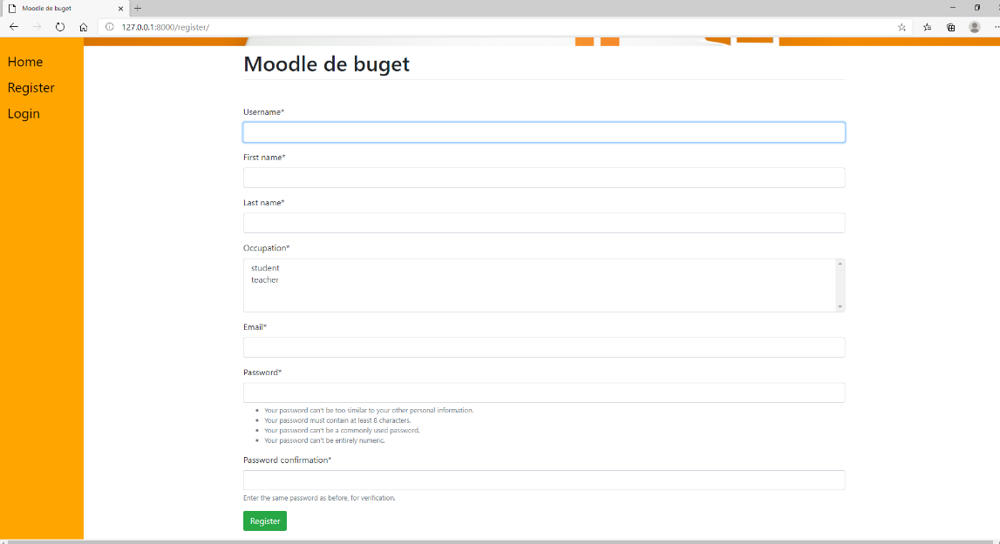 Moodle de buget
127.0.0.1:8000/register/
Home
Register
Login
Moodle de buget
Username*
First name*
Last name*
Occupation*
student
teacher
Email*
Password*
Your password can't be too similar to your other personal information.
Your password must contain at least 8 characters.
Your password can't be a commonly used password.
Your password can't be entirely numeric.
Password confirmation*
Enter the same password as before, for verification.
Register